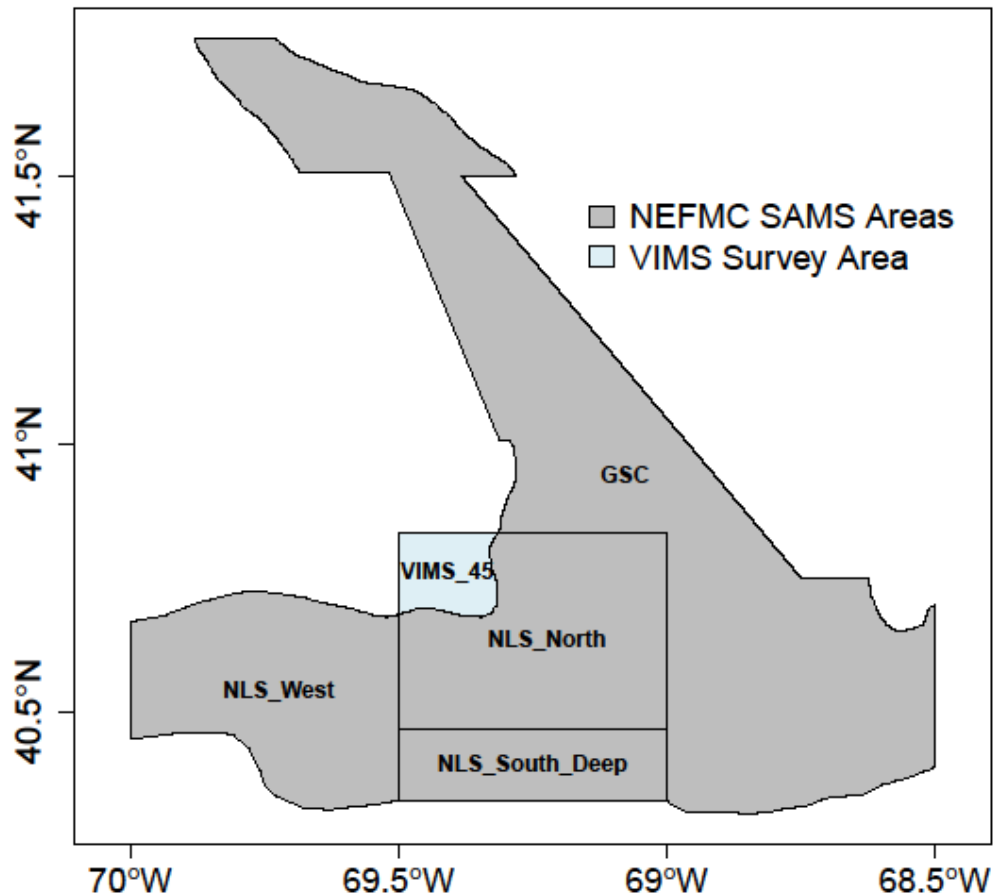 41.5°N
NEFMC SAMS Areas
VIMS Survey Area
41°N
GSC
VIMS_45
NLS_North
NLS_West
40.5°N
NLS_South_Deep
70°W
69.5°W
69°W
68.5°W